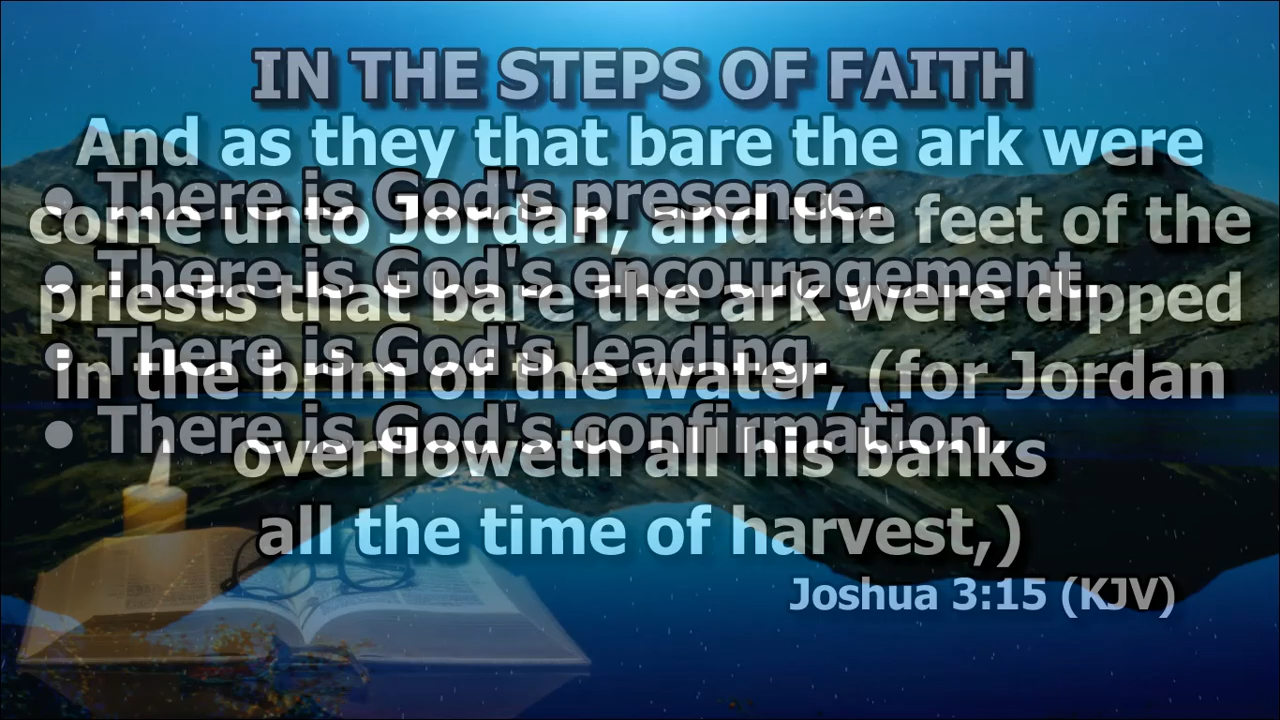 IN THE STEPS OF FAITH
And as they that bare the ark were
• There is God's presence.
come unto Jordan, and the feet of the
• There is God's encouragement.
priests that bare the ark were dipped
• There is God's leading.
in the brim of the water, (for Jordan
• There is God's confirmation.
overfloweth all his banks
all the time of harvest,)
Joshua 3:15 (KJV)